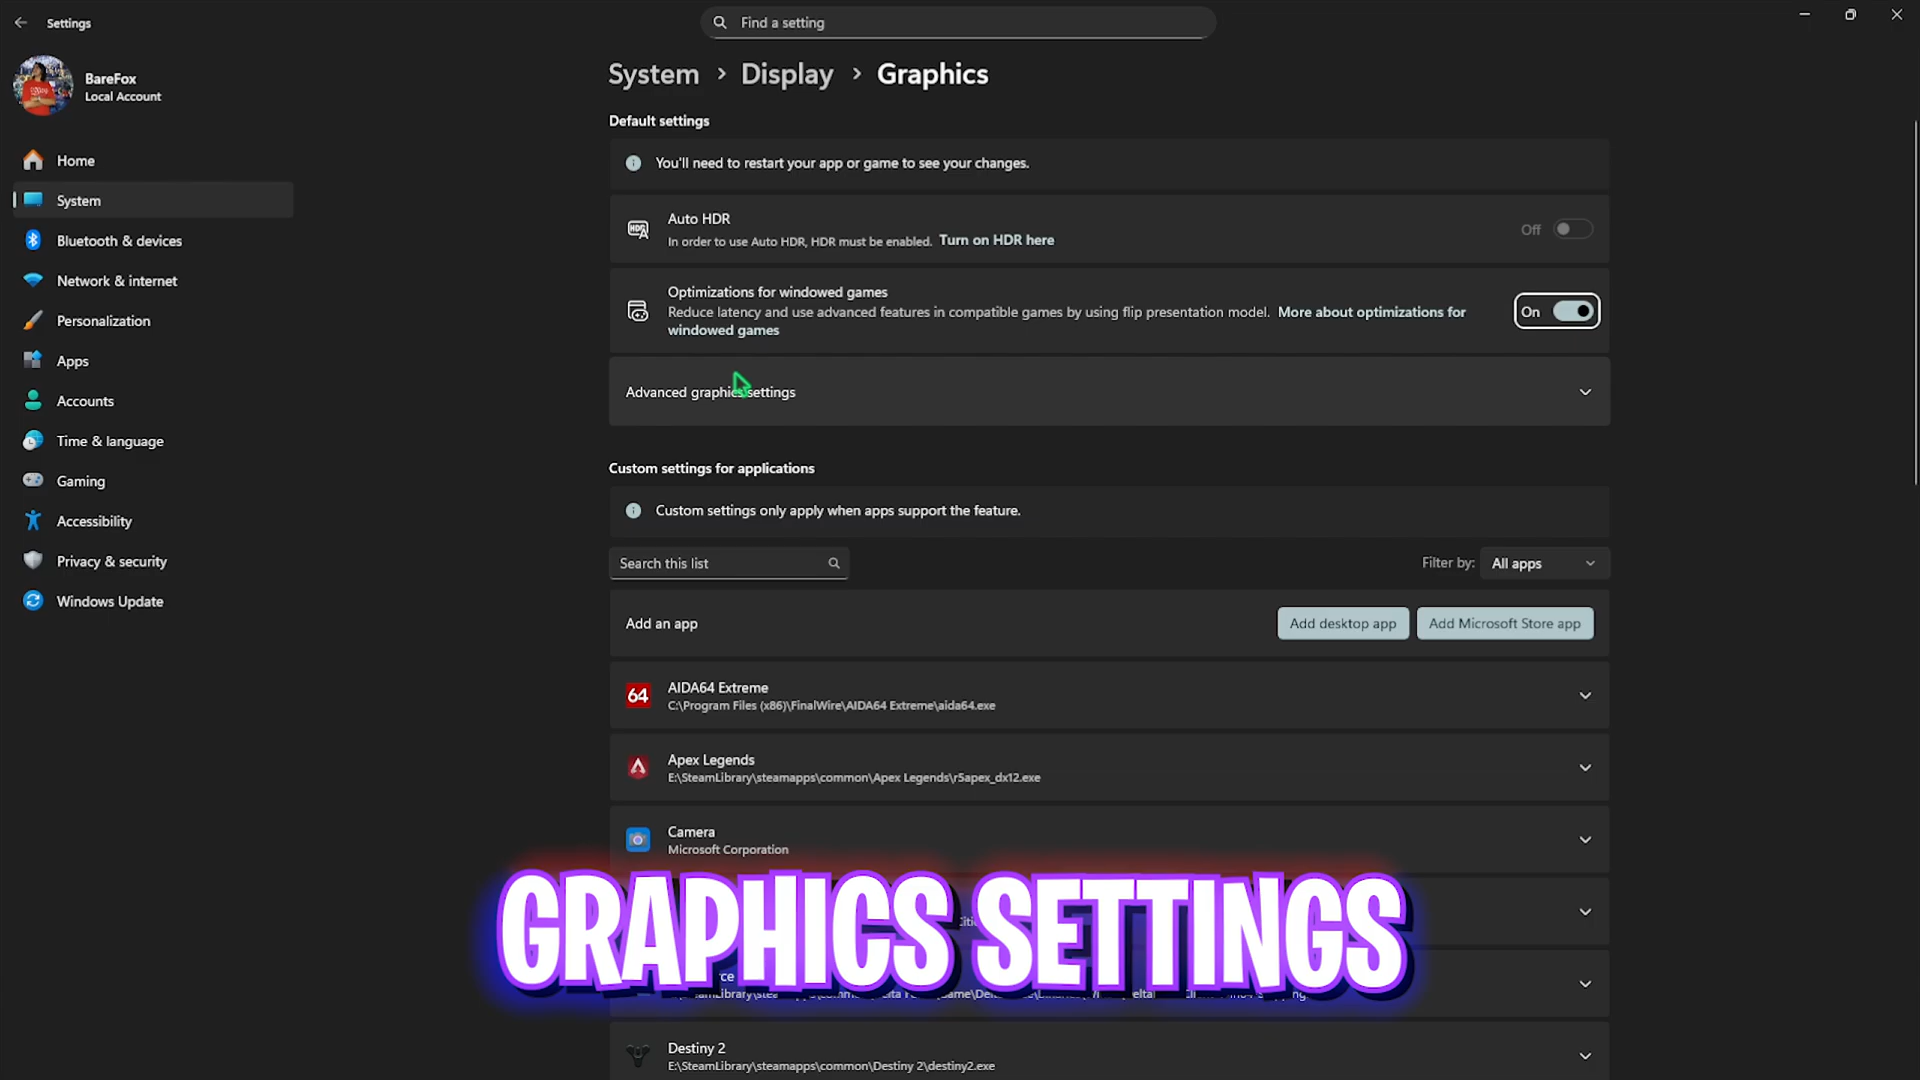 Settings
Find a setting
BareFox
Local Account
Home
System
Bluetooth & devices
Network & internet
Personalization
Apps
Accounts
Time & language
Gaming
Accessibility
Privacy & security
Windows Update
System > Display > Graphics
Default settings
You'll need to restart your app or game to see your changes.
Auto HDR
In order to use Auto HDR, HDR must be enabled. Turn on HDR here
Off
Optimizations for windowed games
Reduce latency and use advanced features in compatible games by using flip presentation model. More about optimizations for
windowed games
On
Advanced graphics settings
Custom settings for applications
Custom settings only apply when apps support the feature.
Search this list
Filter by: All apps
Add an app
Add desktop app
Add Microsoft Store app
64
AIDA64 Extreme
C:\Program Files (x86)\FinalWire\AIDA64 Extreme\aida64.exe
Apex Legends
E:\SteamLibrary\steamapps\common\Apex Legends\r5apex_dx12.exe
Camera
Microsoft Corporation
GRAPHICS SETTINGS
Destiny 2
E:\SteamLibrary\steamapps\common\Destiny 2\destiny2.exe